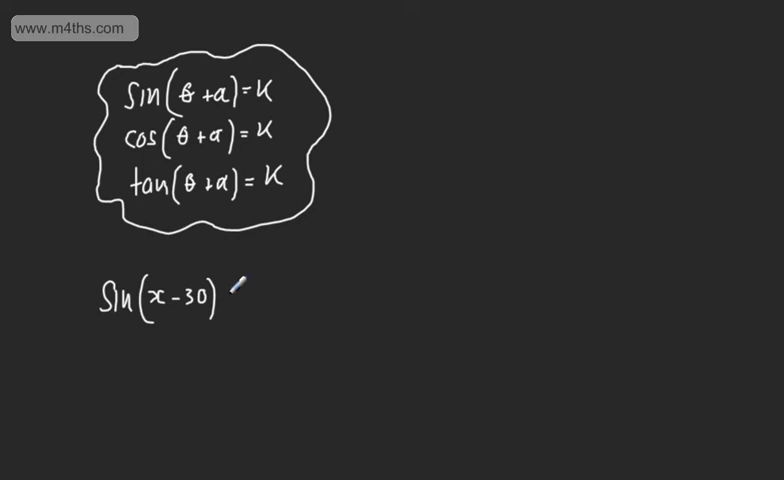 www.m4ths.com
sin(θ+α)=K
cos(θ+α)=K
tan(θ+α)=K
Sin(x-30)